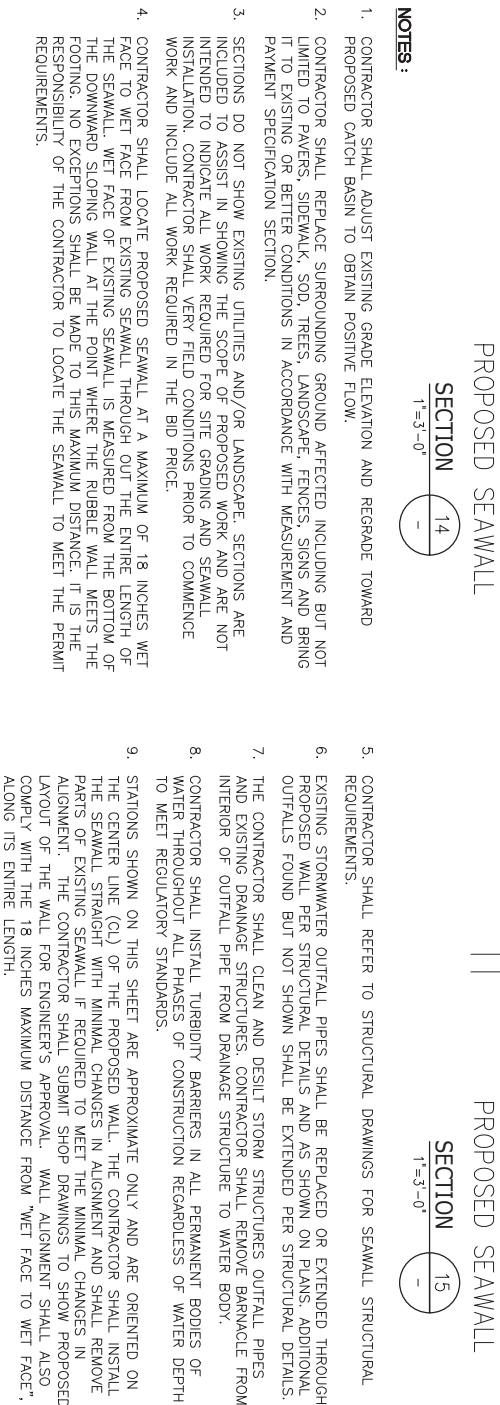 PROPOSED SEAWALL
SECTION 14
1"=3'-0" -
PROPOSED SEAWALL
SECTION 15
1"=3'-0" -
NOTES:
1. CONTRACTOR SHALL ADJUST EXISTING GRADE ELEVATION AND REGRADE TOWARD
PROPOSED CATCH BASIN TO OBTAIN POSITIVE FLOW.
2. CONTRACTOR SHALL REPLACE SURROUNDING GROUND AFFECTED INCLUDING BUT NOT
LIMITED TO PAVERS, SIDEWALK, SOD, TREES, LANDSCAPE, FENCES, SIGNS AND BRING
IT TO EXISTING OR BETTER CONDITIONS IN ACCORDANCE WITH MEASUREMENT AND
PAYMENT SPECIFICATION SECTION.
3. SECTIONS DO NOT SHOW EXISTING UTILITIES AND/OR LANDSCAPE. SECTIONS ARE
INCLUDED TO ASSIST IN SHOWING THE SCOPE OF PROPOSED WORK AND ARE NOT
INTENDED TO INDICATE ALL WORK REQUIRED FOR SITE GRADING AND SEAWALL
INSTALLATION. CONTRACTOR SHALL VERY FIELD CONDITIONS PRIOR TO COMMENCE
WORK AND INCLUDE ALL WORK REQUIRED IN THE BID PRICE.
4. CONTRACTOR SHALL LOCATE PROPOSED SEAWALL AT A MAXIMUM OF 18 INCHES WET
FACE TO WET FACE FROM EXISTING SEAWALL THROUGH OUT THE ENTIRE LENGTH OF
THE SEAWALL. WET FACE OF EXISTING SEAWALL IS MEASURED FROM THE BOTTOM OF
THE DOWNWARD SLOPING WALL AT THE POINT WHERE THE RUBBLE WALL MEETS THE
FOOTING. NO EXCEPTIONS SHALL BE MADE TO THIS MAXIMUM DISTANCE. IT IS THE
RESPONSIBILITY OF THE CONTRACTOR TO LOCATE THE SEAWALL TO MEET THE PERMIT
REQUIREMENTS.
5. CONTRACTOR SHALL REFER TO STRUCTURAL DRAWINGS FOR SEAWALL STRUCTURAL
REQUIREMENTS.
6. EXISTING STORMWATER OUTFALL PIPES SHALL BE REPLACED OR EXTENDED THROUGH
PROPOSED WALL PER STRUCTURAL DETAILS AND AS SHOWN ON PLANS. ADDITIONAL
OUTFALLS FOUND BUT NOT SHOWN SHALL BE EXTENDED PER STRUCTURAL DETAILS.
7. THE CONTRACTOR SHALL CLEAN AND DESILT STORM STRUCTURES OUTFALL PIPES
AND EXISTING DRAINAGE STRUCTURES. CONTRACTOR SHALL REMOVE BARNACLE FROM
INTERIOR OF OUTFALL PIPE FROM DRAINAGE STRUCTURE TO WATER BODY.
8. CONTRACTOR SHALL INSTALL TURBIDITY BARRIERS IN ALL PERMANENT BODIES OF
WATER THROUGHOUT ALL PHASES OF CONSTRUCTION REGARDLESS OF WATER DEPTH
TO MEET REGULATORY STANDARDS.
9. STATIONS SHOWN ON THIS SHEET ARE APPROXIMATE ONLY AND ARE ORIENTED ON
THE CENTER LINE (CL) OF THE PROPOSED WALL. THE CONTRACTOR SHALL INSTALL
THE SEAWALL STRAIGHT WITH MINIMAL CHANGES IN ALIGNMENT AND SHALL REMOVE
PARTS OF EXISTING SEAWALL IF REQUIRED TO MEET THE MINIMAL CHANGES IN
ALIGNMENT. THE CONTRACTOR SHALL SUBMIT SHOP DRAWINGS TO SHOW PROPOSED
LAYOUT OF THE WALL FOR ENGINEER'S APPROVAL. WALL ALIGNMENT SHALL ALSO
COMPLY WITH THE 18 INCHES MAXIMUM DISTANCE FROM "WET FACE TO WET FACE",
ALONG ITS ENTIRE LENGTH.